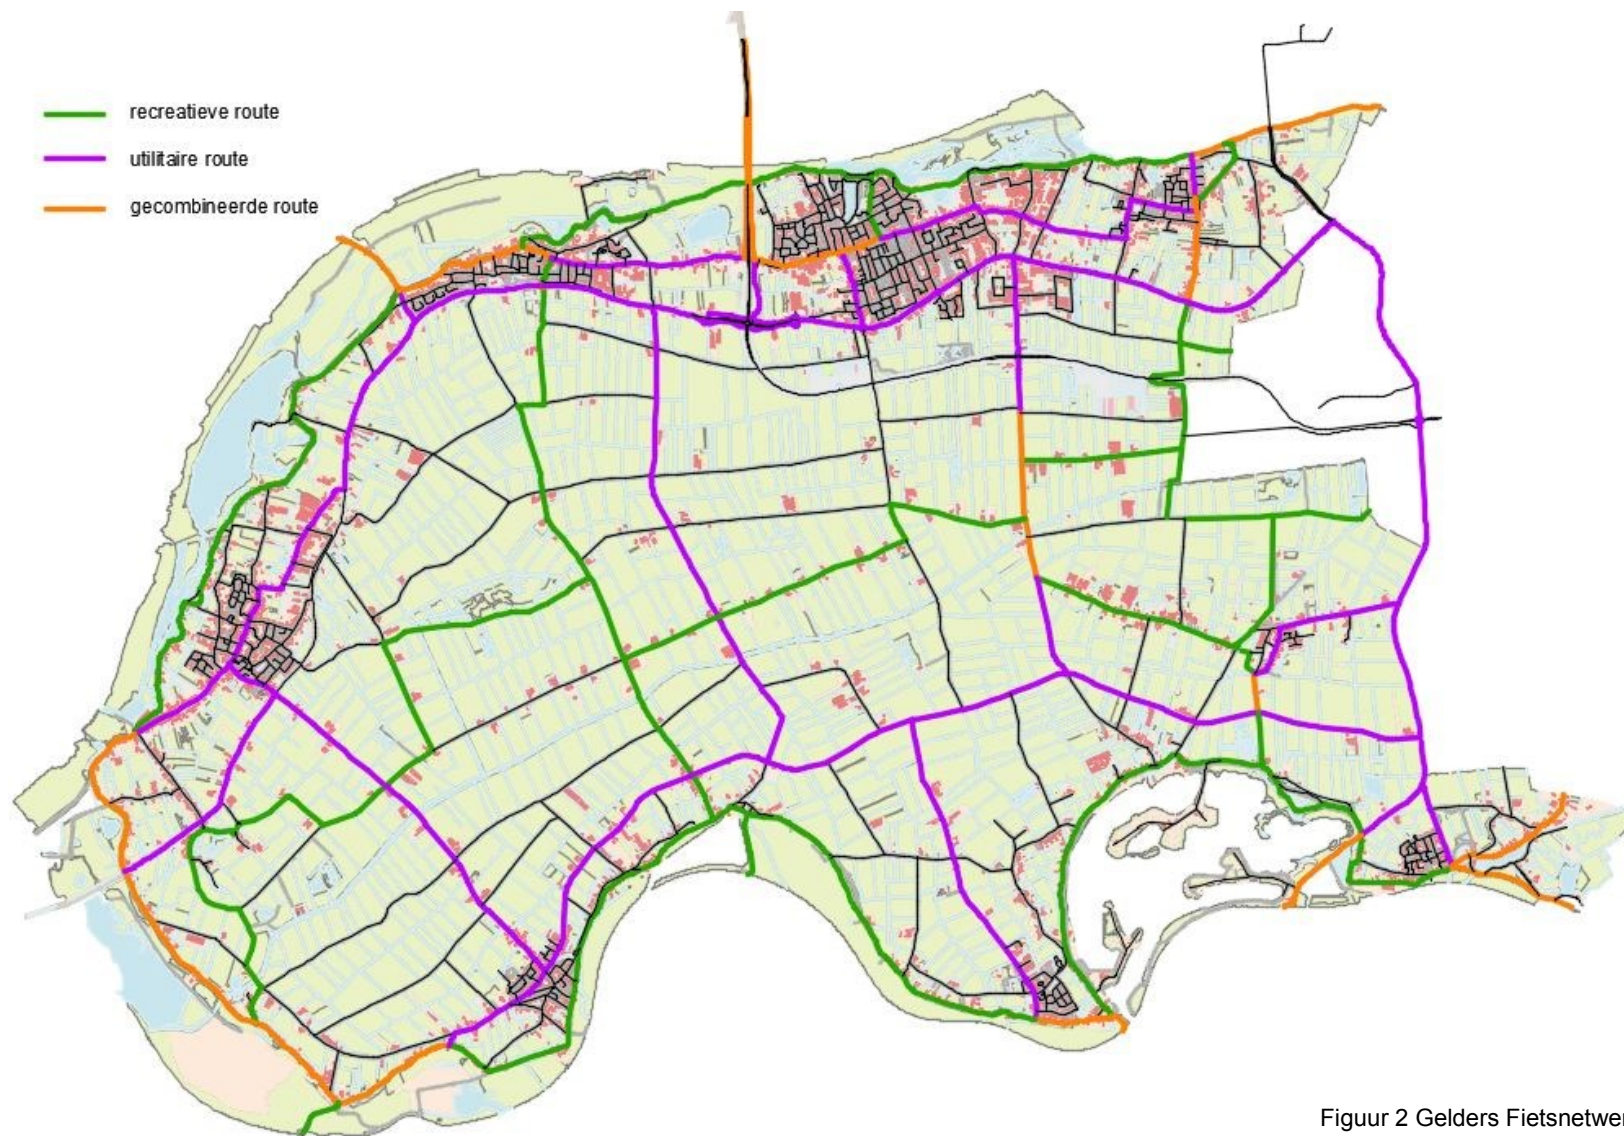 recreatieve route
utilitaire route
gecombineerde route
Figuur 2 Gelders Fietsnetwer